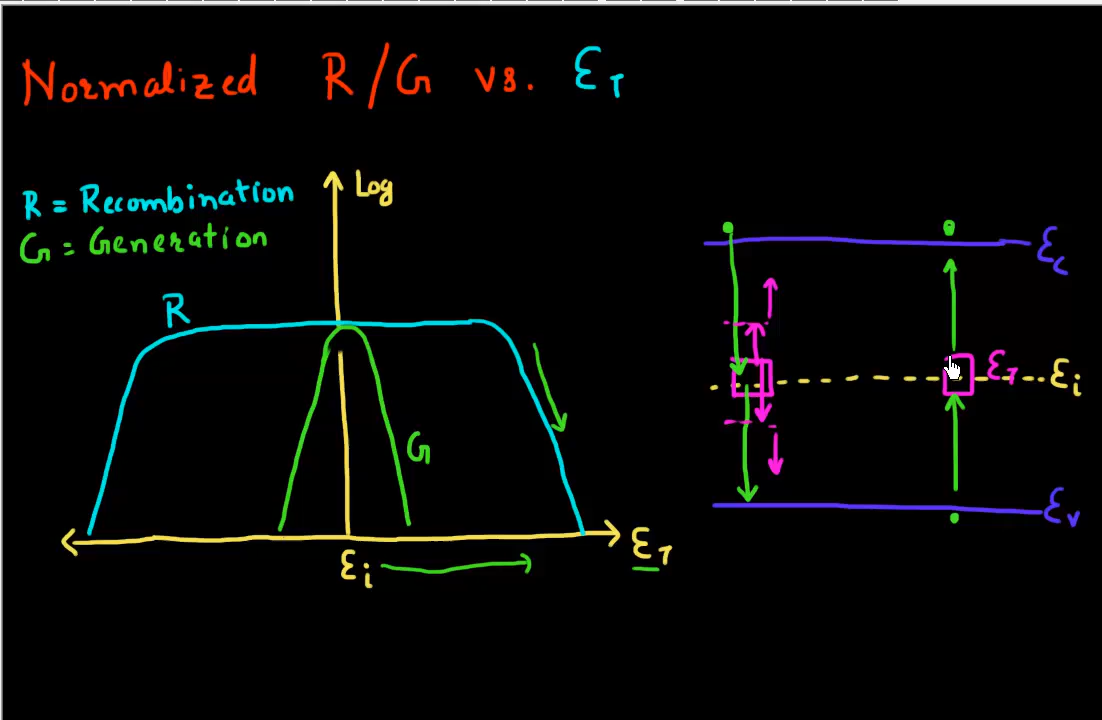 Normalized R/G vs. ET
R = Recombination
G = Generation
Log
R
G
Ei
ET
Ec
ET
Ei
Ev